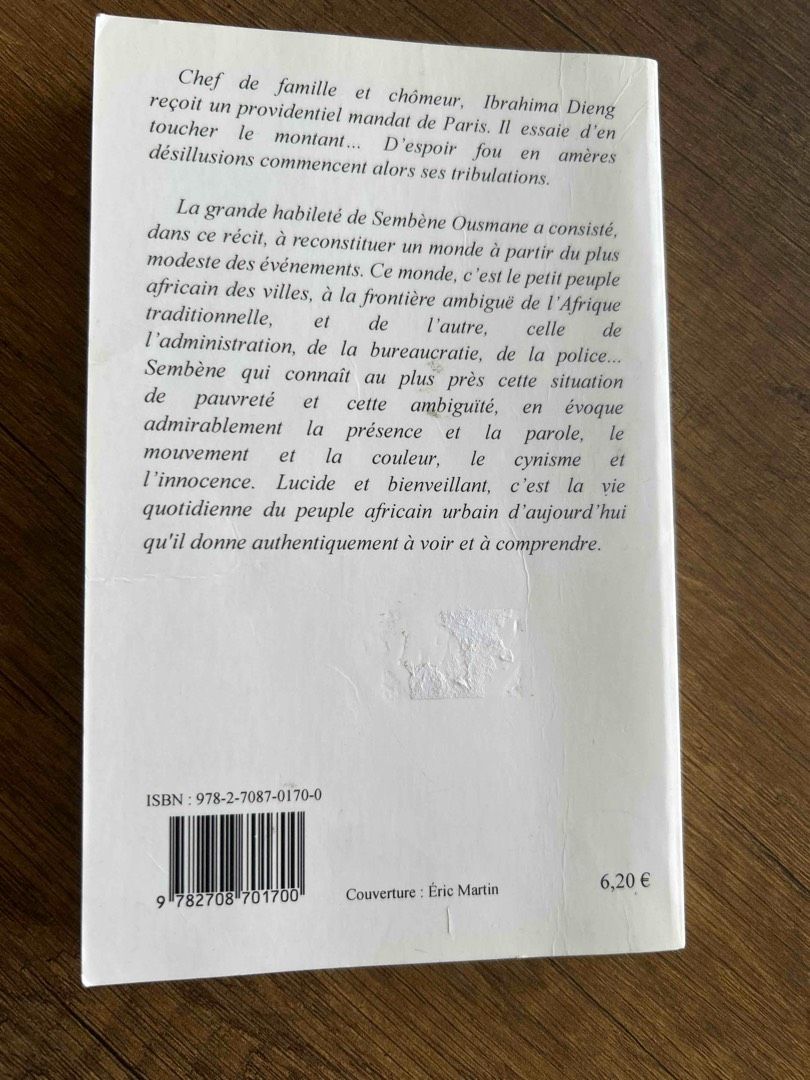 Chef de famille et chômeur, Ibrahima Dieng
reçoit un providentiel mandat de Paris. Il essaie d'en
toucher le montant... D'espoir fou en amères
désillusions commencent alors ses tribulations.
La grande habileté de Sembène Ousmane a consisté,
dans ce récit, à reconstituer un monde à partir du plus
modeste des événements. Ce monde, c'est le petit peuple
africain des villes, à la frontière ambiguë de l'Afrique
traditionnelle, et de l'autre, celle de
l'administration, de la bureaucratie, de la police...
Sembène qui connaît au plus près cette situation
de pauvreté et cette ambiguïté, en évoque
admirablement la présence et la parole, le
mouvement et la couleur, le cynisme et
l'innocence. Lucide et bienveillant, c'est la vie
quotidienne du peuple africain urbain d'aujourd'hui
qu'il donne authentiquement à voir et à comprendre.
ISBN : 978-2-7087-0170-0
9 782708 701700
Couverture : Éric Martin
6,20 €